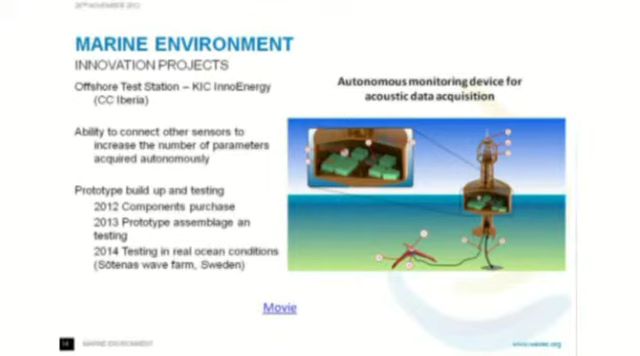 MARINE ENVIRONMENT
INNOVATION PROJECTS
Offshore Test Station – KIC InnoEnergy
(CC Iberia)
Autonomous monitoring device for
acoustic data acquisition
Ability to connect other sensors to
increase the number of parameters
acquired autonomously
Prototype build up and testing
2012 Components purchase
2013 Prototype assemblage an
testing
2014 Testing in real ocean conditions
(Sötenas wave farm, Sweden)
Movie
MARINE ENVIRONMENT
www.wavec.org